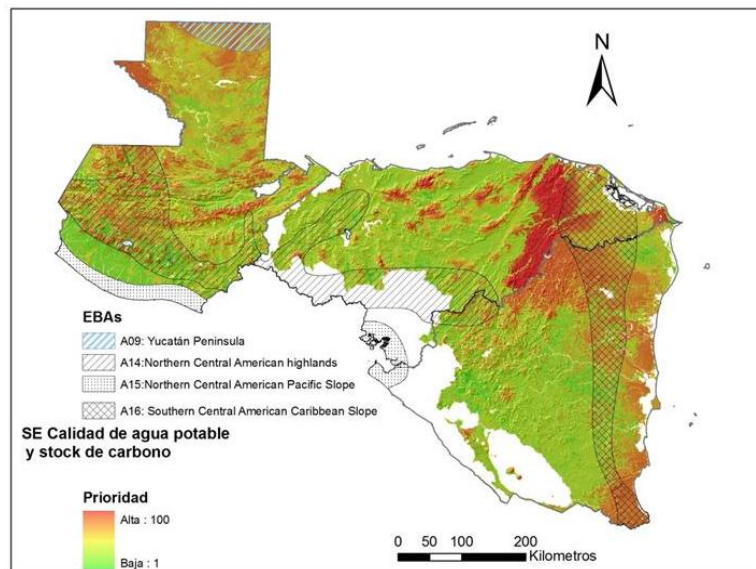 N
EBAs
A09: Yucatán Peninsula
A14:Northern Central American highlands
A15:Northern Central American Pacific Slope
A16: Southern Central American Caribbean Slope
SE Calidad de agua potable
y stock de carbono
Prioridad
Alta : 100
Baja : 1
0 50 100 200
Kilometros